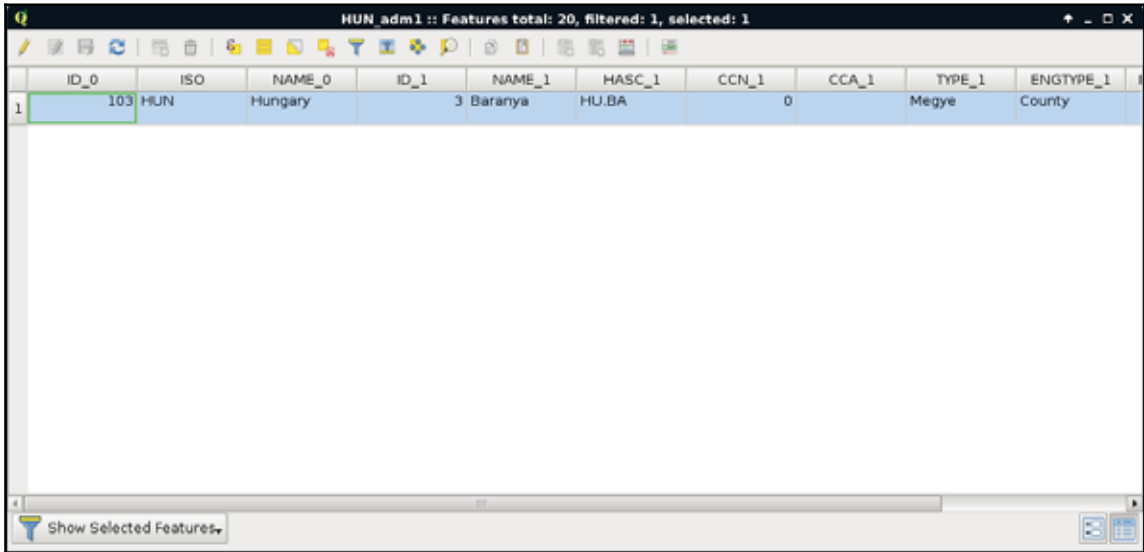 HUN_adm1 :: Features total: 20, filtered: 1, selected: 1
ID_0 ISO NAME_0 ID_1 NAME_1 HASC_1 CCN_1 CCA_1 TYPE_1 ENGTYPE_1
1 103 HUN Hungary 3 Baranya HU.BA 0 Megye County
Show Selected Features